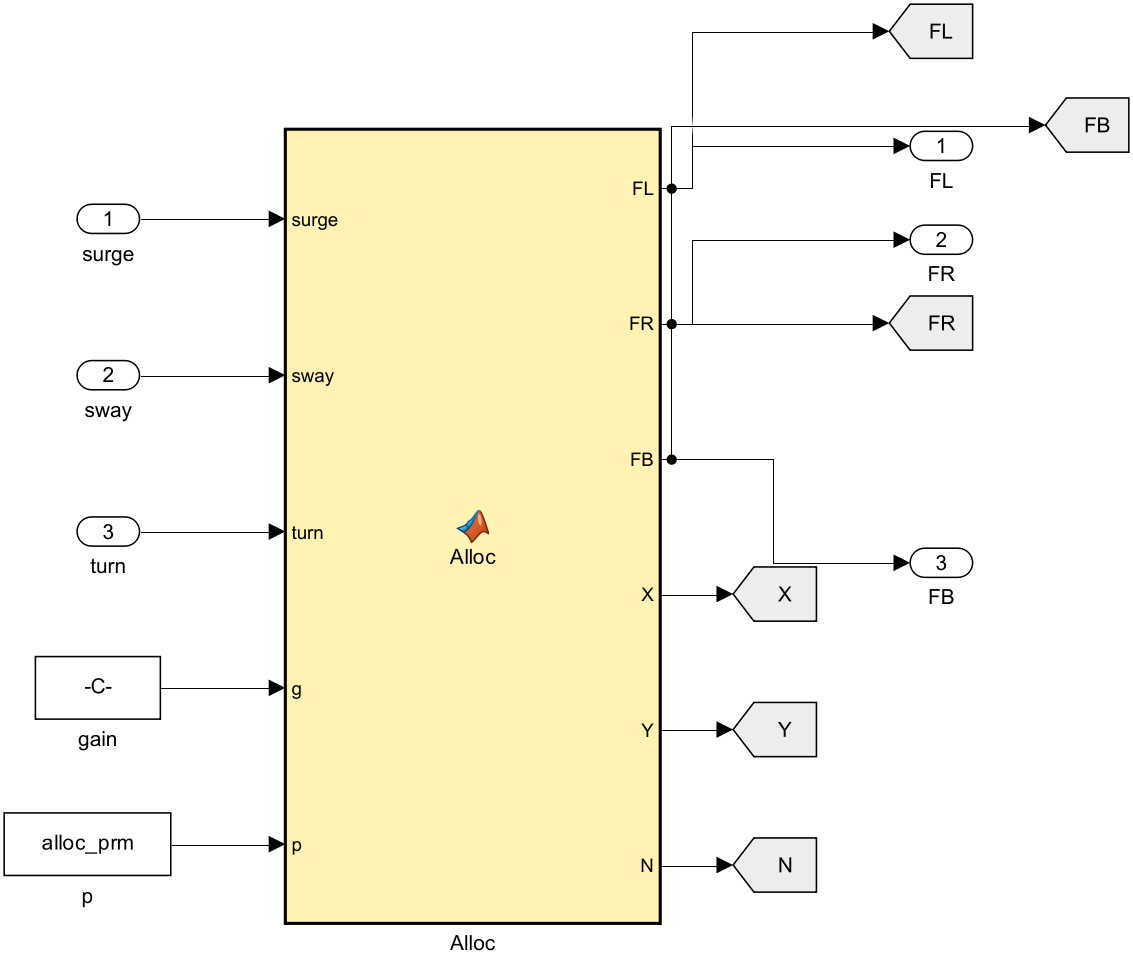 FL
FB
1
FL
FL
1
surge
surge
2
FR
FR
FR
2
sway
sway
FB
3
turn
turn
Alloc
3
FB
X
X
-C-
gain
g
Y
Y
alloc_prm
p
p
N
N
Alloc